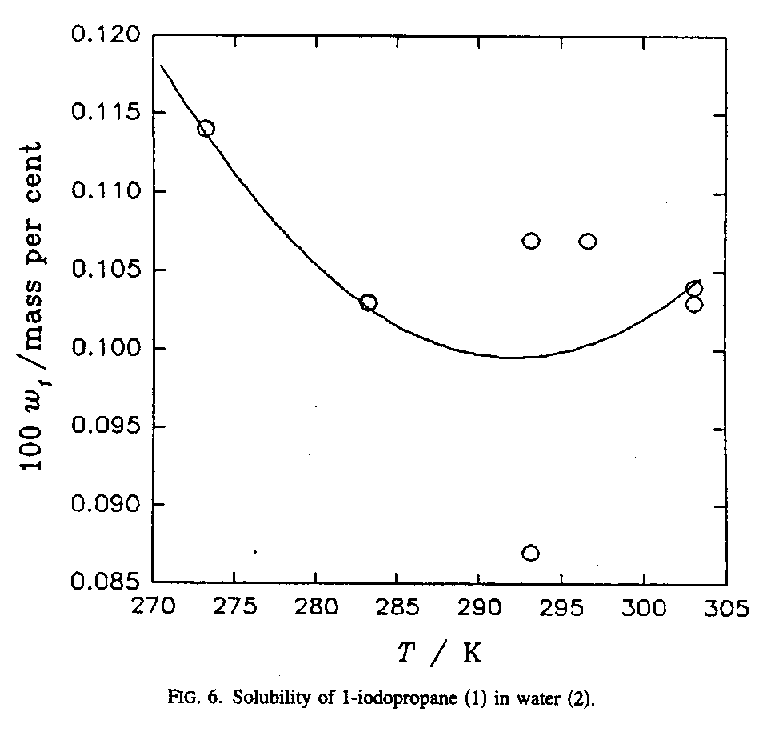 0.120
0.115
0.110
0.105
0.100
0.095
0.090
0.085
100 w₁/mass per cent
270 275 280 285 290 295 300 305
T / K
FIG. 6. Solubility of 1-iodopropane (1) in water (2).